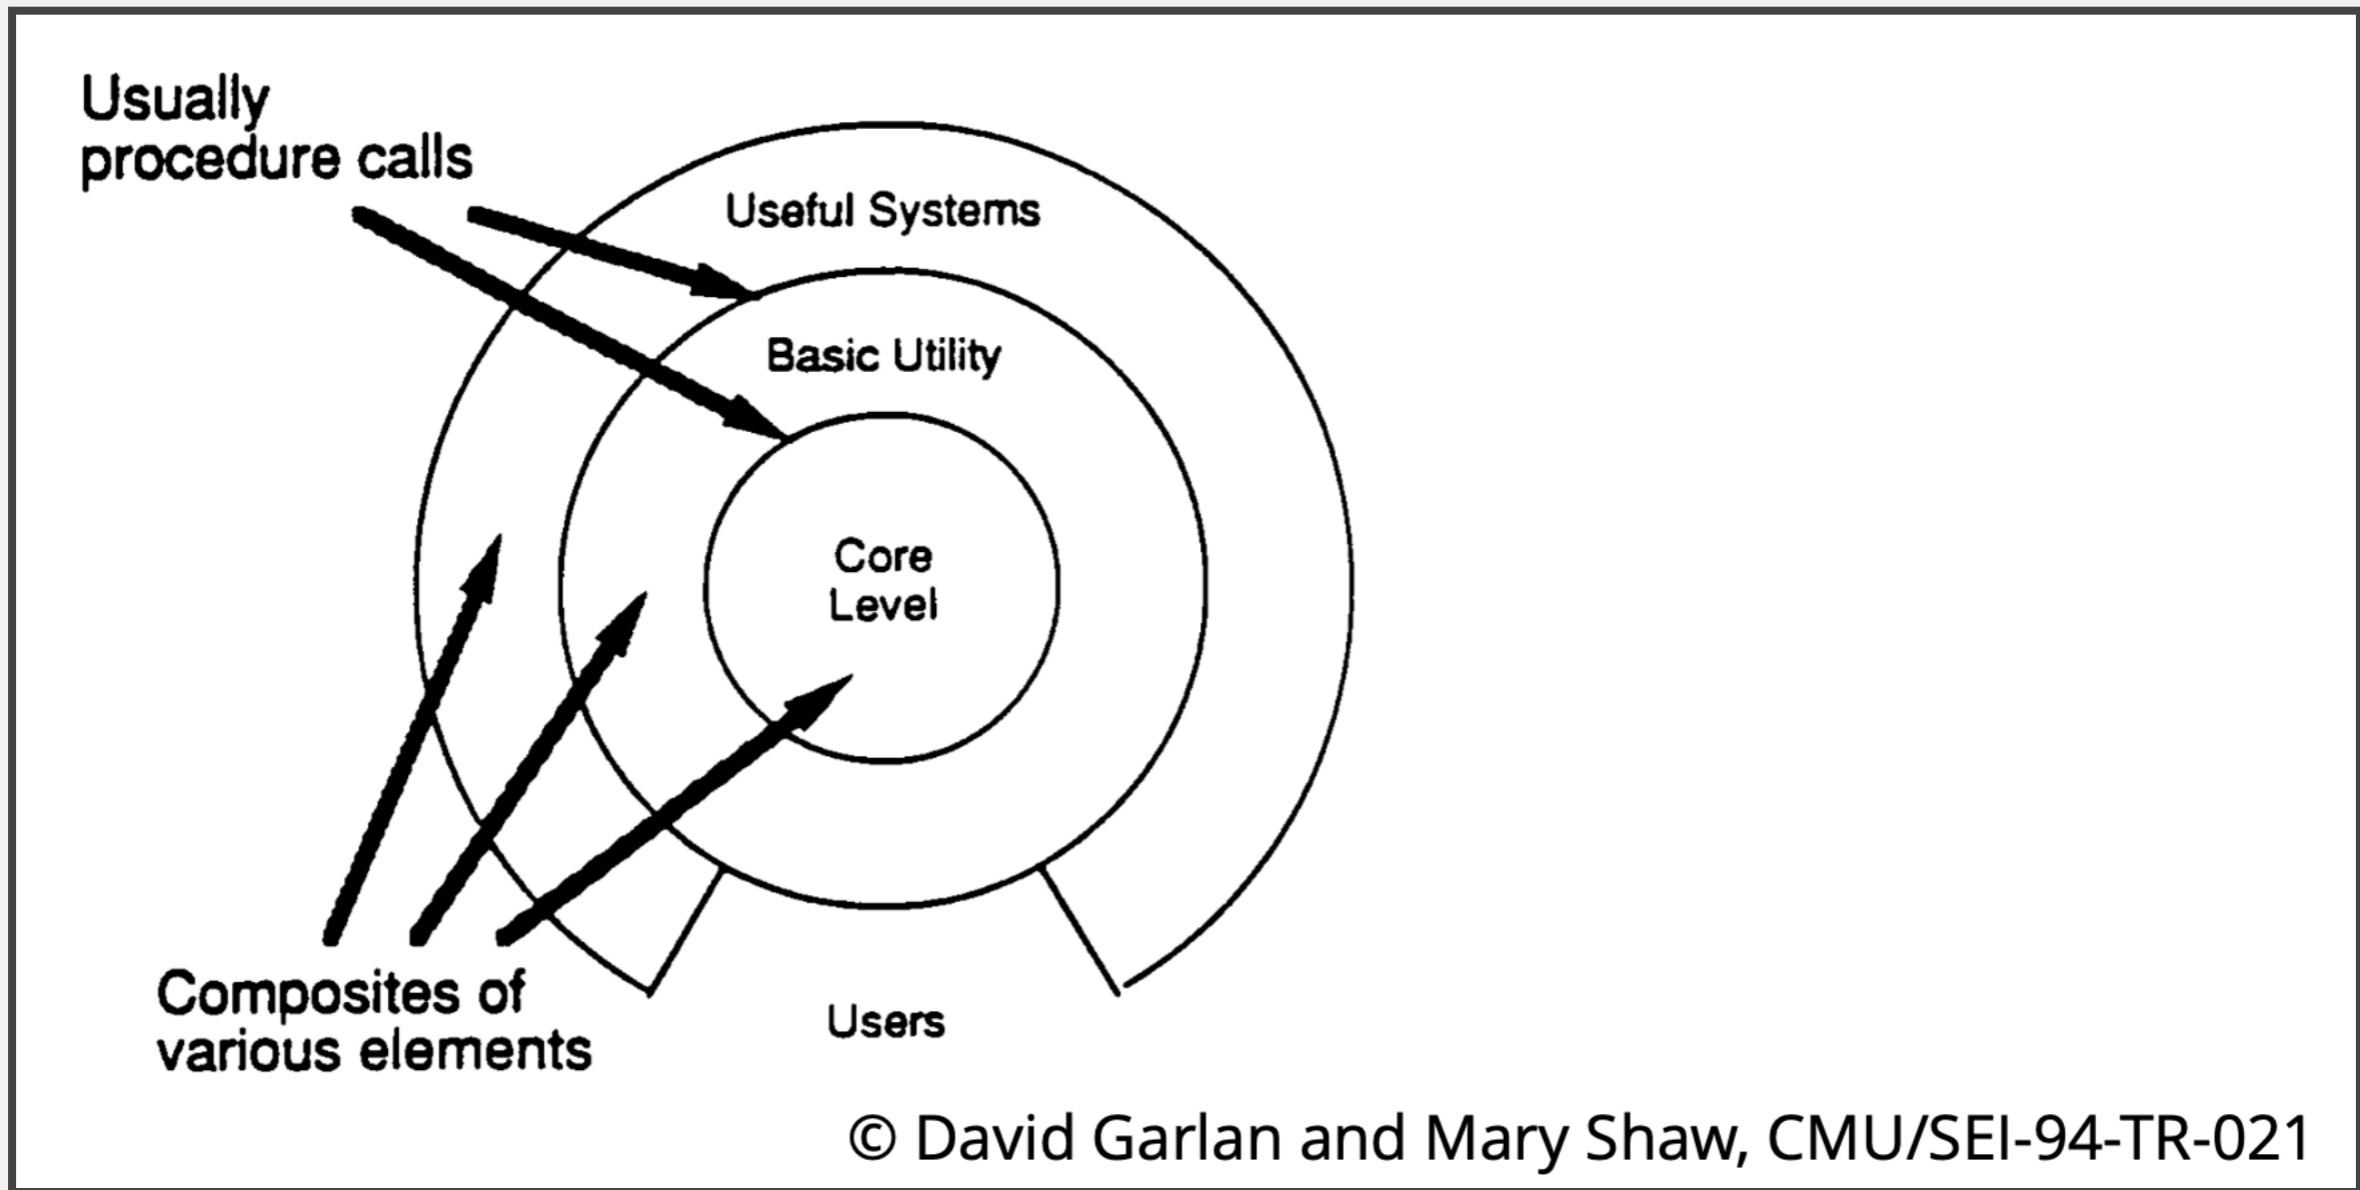 Usually
procedure calls
Useful Systems
Basic Utility
Core
Level
Composites of
various elements
Users
© David Garlan and Mary Shaw, CMU/SEI-94-TR-021